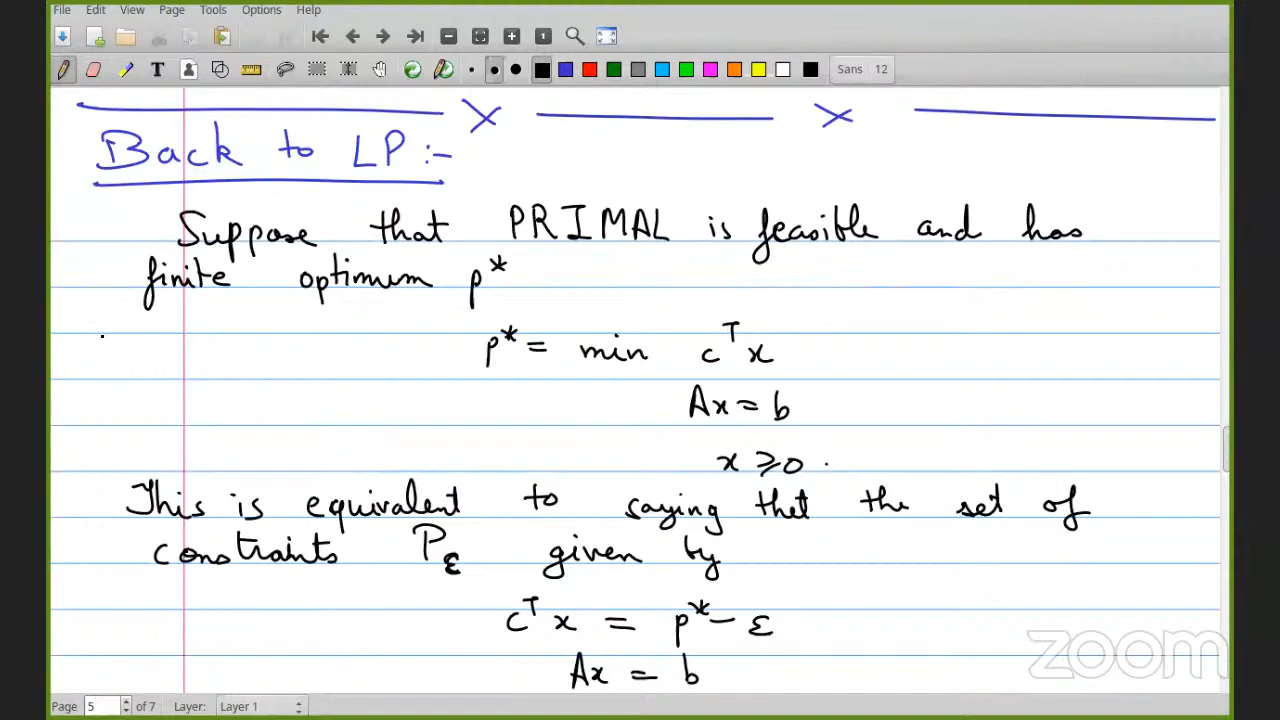 File Edit View Page Tools Options Help
Sans 12
Back to LP :-
Suppose that PRIMAL is feasible and has
finite optimum p*
p* = min c^T x
Ax = b
x ⩾ 0 .
This is equivalent to saying that the set of
constraints P_ε given by
c^T x = p* - ε
Ax = b
zoom
Page 5 of 7 Layer: Layer 1